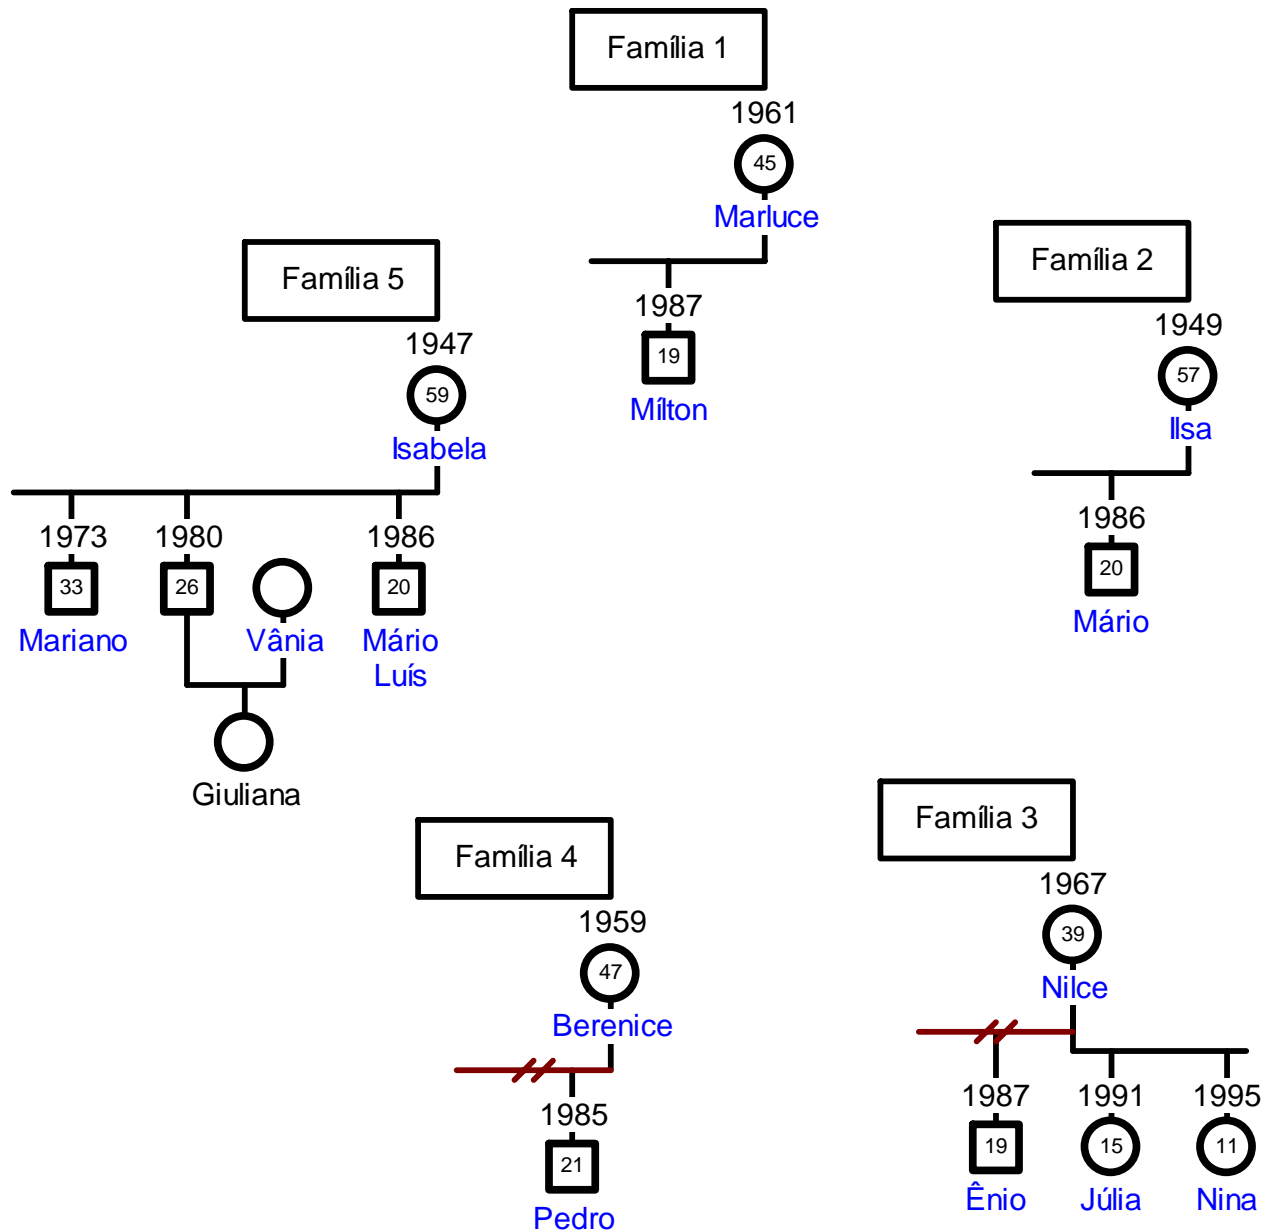 Família 1
1961
45
Marluce
1987
19
Mílton
Família 2
1949
57
Ilsa
1986
20
Mário
Família 5
1947
59
Isabela
1973
1980
1986
33
26
20
Mariano
Vânia
Mário
Luís
Giuliana
Família 4
1959
47
Berenice
1985
21
Pedro
Família 3
1967
39
Nilce
1987
1991
1995
19
15
11
Ênio
Júlia
Nina